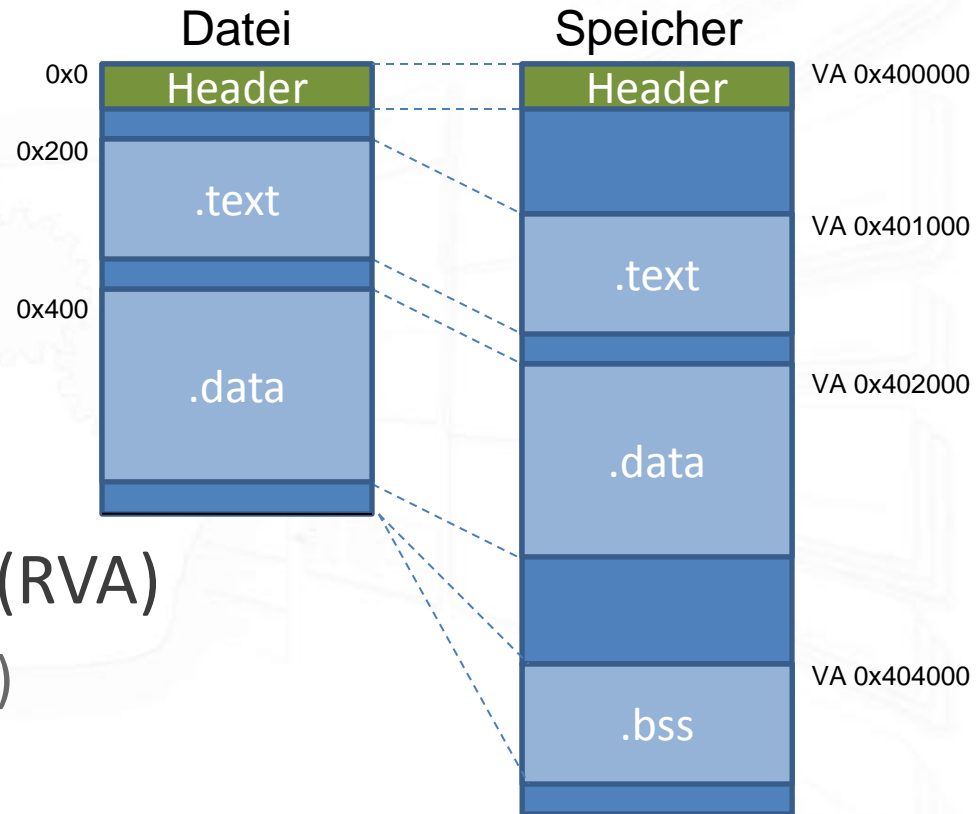 Datei
Speicher
0x0
Header
Header
VA 0x400000
0x200
.text
.text
VA 0x401000
0x400
.data
.data
VA 0x402000
(RVA)
)
.bss
VA 0x404000